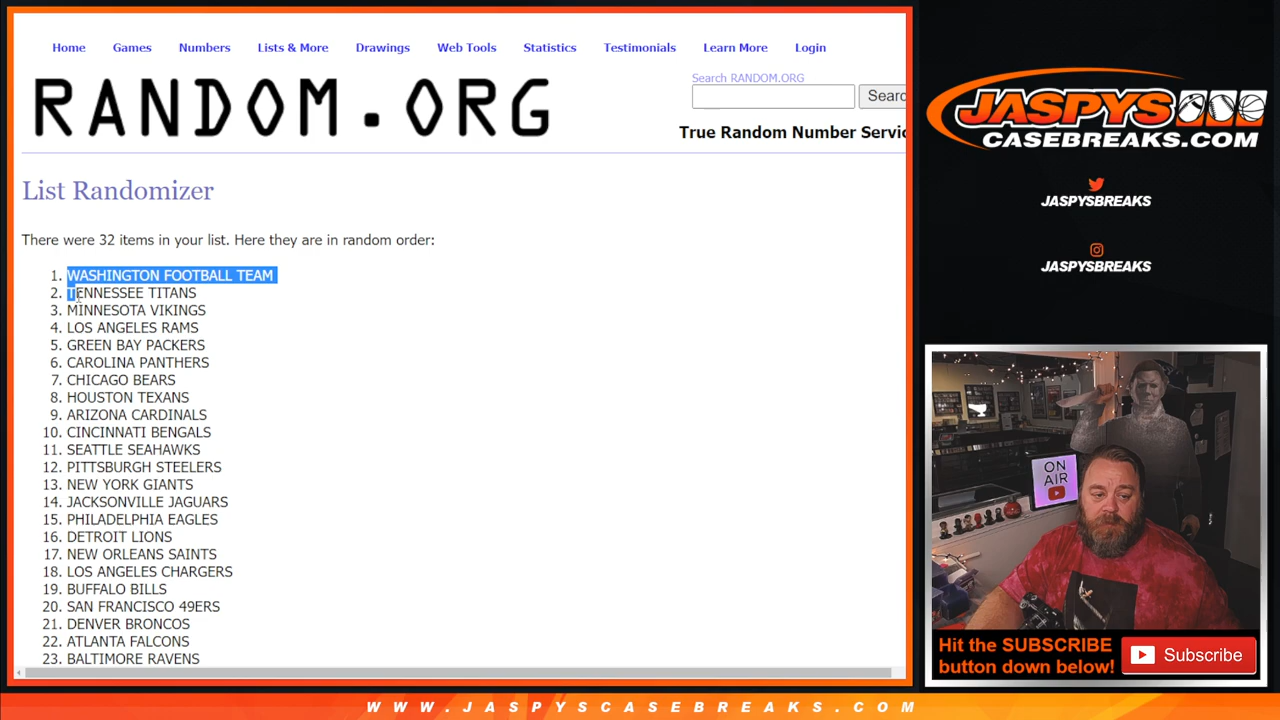 Home Games Numbers Lists & More Drawings Web Tools Statistics Testimonials Learn More Login
RANDOM.ORG
Search RANDOM.ORG
Searc
True Random Number Servic
List Randomizer
There were 32 items in your list. Here they are in random order:
1. WASHINGTON FOOTBALL TEAM
2. TENNESSEE TITANS
3. MINNESOTA VIKINGS
4. LOS ANGELES RAMS
5. GREEN BAY PACKERS
6. CAROLINA PANTHERS
7. CHICAGO BEARS
8. HOUSTON TEXANS
9. ARIZONA CARDINALS
10. CINCINNATI BENGALS
11. SEATTLE SEAHAWKS
12. PITTSBURGH STEELERS
13. NEW YORK GIANTS
14. JACKSONVILLE JAGUARS
15. PHILADELPHIA EAGLES
16. DETROIT LIONS
17. NEW ORLEANS SAINTS
18. LOS ANGELES CHARGERS
19. BUFFALO BILLS
20. SAN FRANCISCO 49ERS
21. DENVER BRONCOS
22. ATLANTA FALCONS
23. BALTIMORE RAVENS
JASPYS
CASEBREAKS.COM
JASPYSBREAKS
JASPYSBREAKS
ON
AIR
Hit the SUBSCRIBE
button down below!
Subscribe
WWW.JASPYSCASEBREAKS.COM